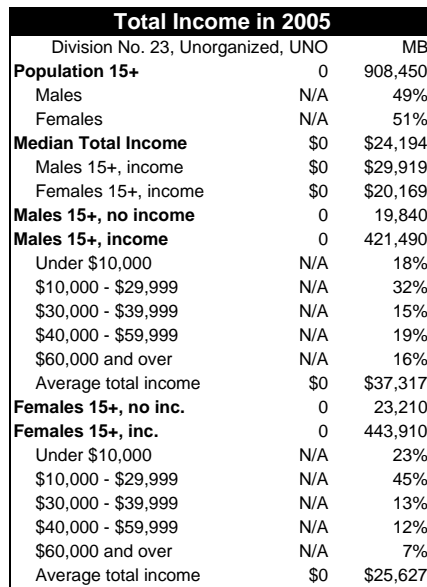 Total Income in 2005
Division No. 23, Unorganized, UNO MB
Population 15+ 0 908,450
Males N/A 49%
Females N/A 51%
Median Total Income $0 $24,194
Males 15+, income $0 $29,919
Females 15+, income $0 $20,169
Males 15+, no income 0 19,840
Males 15+, income 0 421,490
Under $10,000 N/A 18%
$10,000 - $29,999 N/A 32%
$30,000 - $39,999 N/A 15%
$40,000 - $59,999 N/A 19%
$60,000 and over N/A 16%
Average total income $0 $37,317
Females 15+, no inc. 0 23,210
Females 15+, inc. 0 443,910
Under $10,000 N/A 23%
$10,000 - $29,999 N/A 45%
$30,000 - $39,999 N/A 13%
$40,000 - $59,999 N/A 12%
$60,000 and over N/A 7%
Average total income $0 $25,627